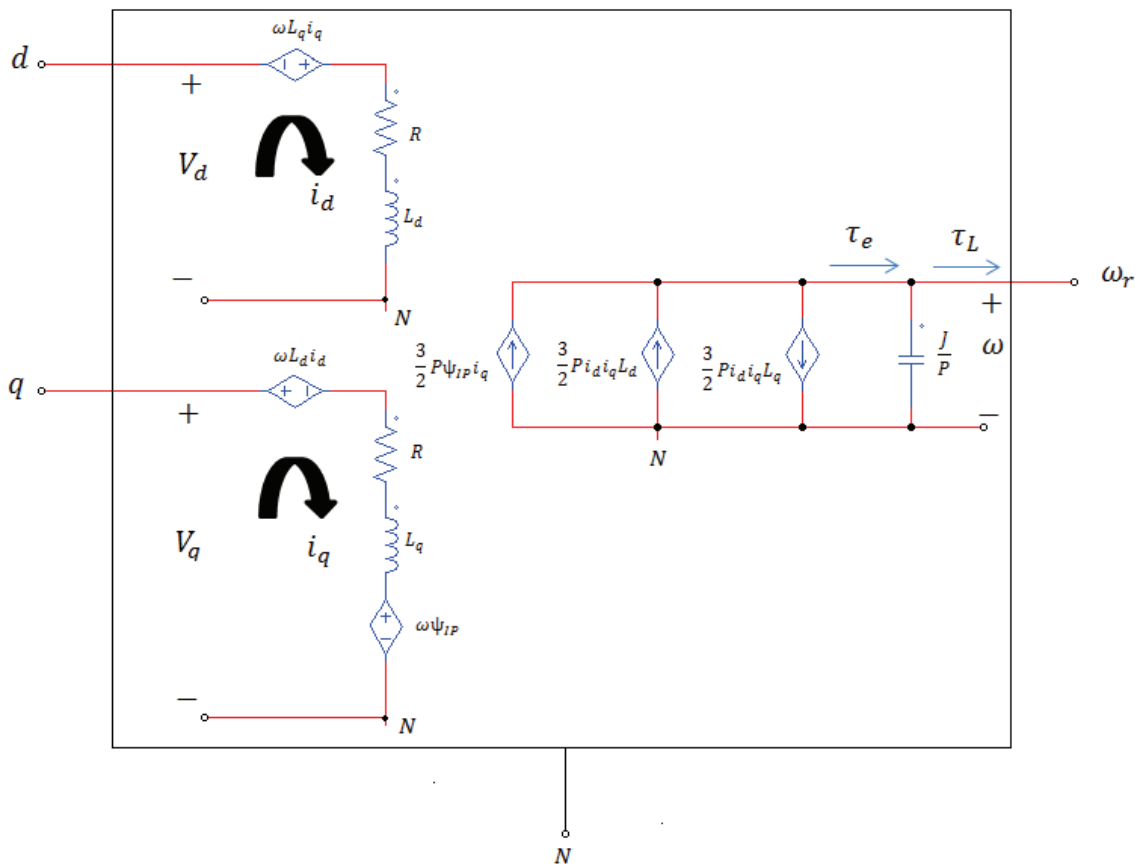 ωL_q i_q
d
+
− +
R
V_d
i_d
L_d
−
N
τ_e
τ_L
ω_r
+
ω
−
3/2 Pψ_IP i_q
3/2 P i_d i_q L_d
3/2 P i_d i_q L_q
J/P
N
ωL_d i_d
q
+
+ −
R
V_q
i_q
L_q
+
−
ωψ_IP
−
N
N